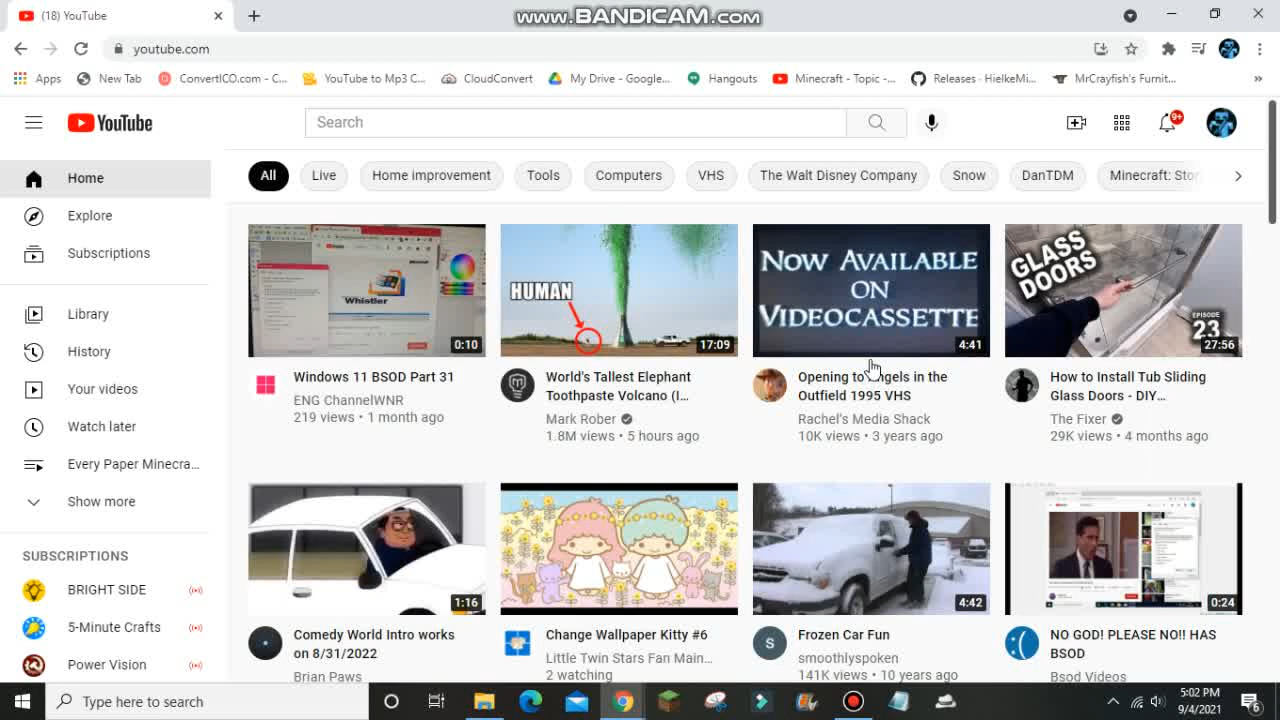 (18) YouTube
www.BANDICAM.com
youtube.com
Apps
New Tab
ConvertICO.com - C...
YouTube to Mp3 C...
CloudConvert
My Drive - Google...
Hangouts
Minecraft - Topic -...
Releases · HielkeMi...
MrCrayfish's Furnit...
YouTube
Search
9+
All
Live
Home improvement
Tools
Computers
VHS
The Walt Disney Company
Snow
DanTDM
Minecraft: Stor
Home
Explore
Subscriptions
Library
History
Your videos
Watch later
Every Paper Minecra...
Show more
SUBSCRIPTIONS
BRIGHT SIDE
5-Minute Crafts
Power Vision
Whistler
0:10
Windows 11 BSOD Part 31
ENG ChannelWNR
219 views • 1 month ago
HUMAN
17:09
World's Tallest Elephant
Toothpaste Volcano (I...
Mark Rober
1.8M views • 5 hours ago
NOW AVAILABLE
ON
VIDEOCASSETTE
4:41
Opening to Angels in the
Outfield 1995 VHS
Rachel's Media Shack
10K views • 3 years ago
GLASS
DOORS
EPISODE
23
27:56
How to Install Tub Sliding
Glass Doors - DIY...
The Fixer
29K views • 4 months ago
1:16
Comedy World Intro works
on 8/31/2022
Brian Paws
Change Wallpaper Kitty #6
Little Twin Stars Fan Main...
2 watching
4:42
Frozen Car Fun
smoothlyspoken
141K views • 10 years ago
0:24
NO GOD! PLEASE NO!! HAS
BSOD
Bsod Videos
Type here to search
5:02 PM
9/4/2021
6